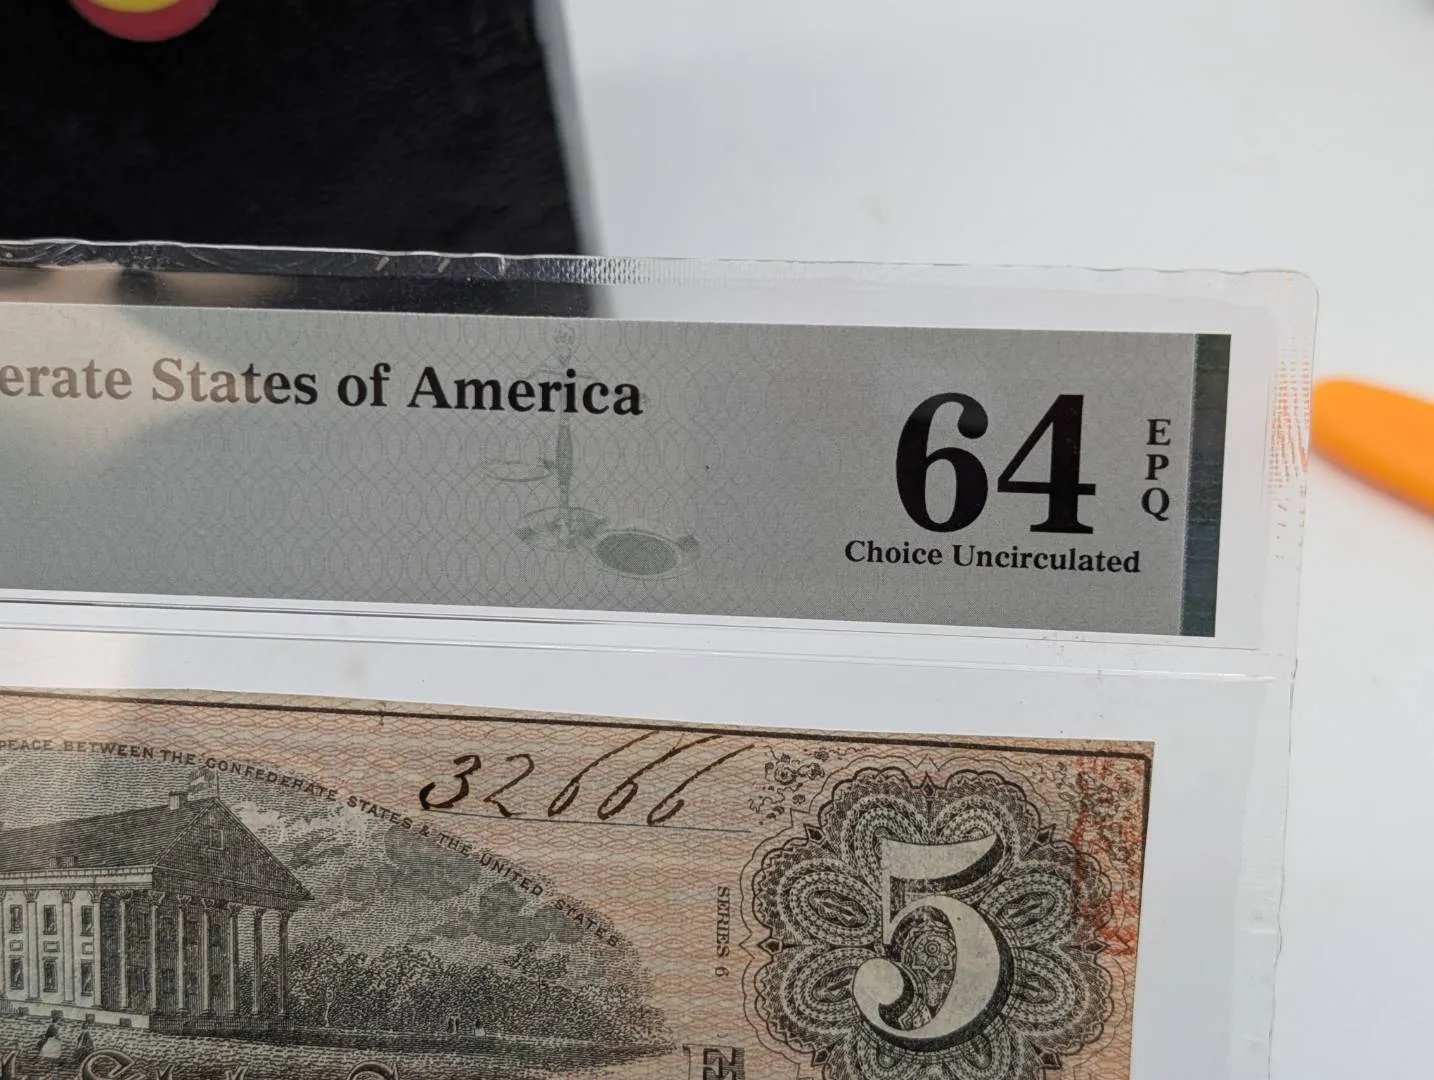 erate States of America
64
E
P
Q
Choice Uncirculated
PEACE BETWEEN THE CONFEDERATE STATES & THE UNITED STATES
32666
SERIES 6
5